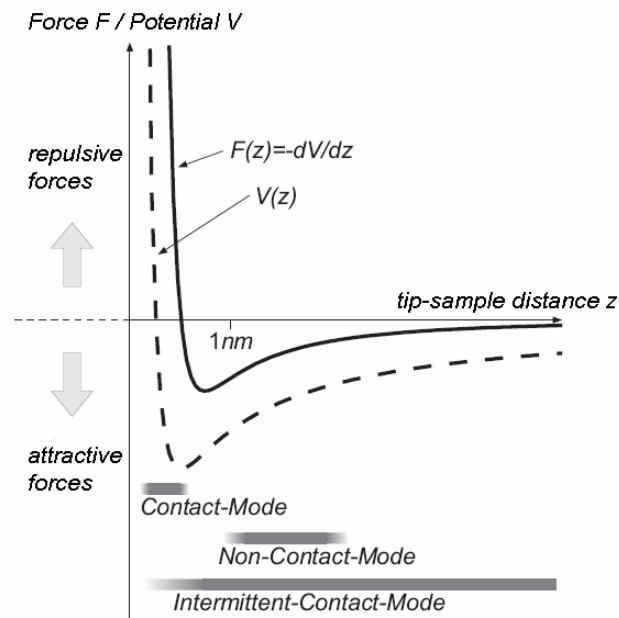 Force F / Potential V
repulsive
forces
F(z)=-dV/dz
V(z)
tip-sample distance z
1nm
attractive
forces
Contact-Mode
Non-Contact-Mode
Intermittent-Contact-Mode